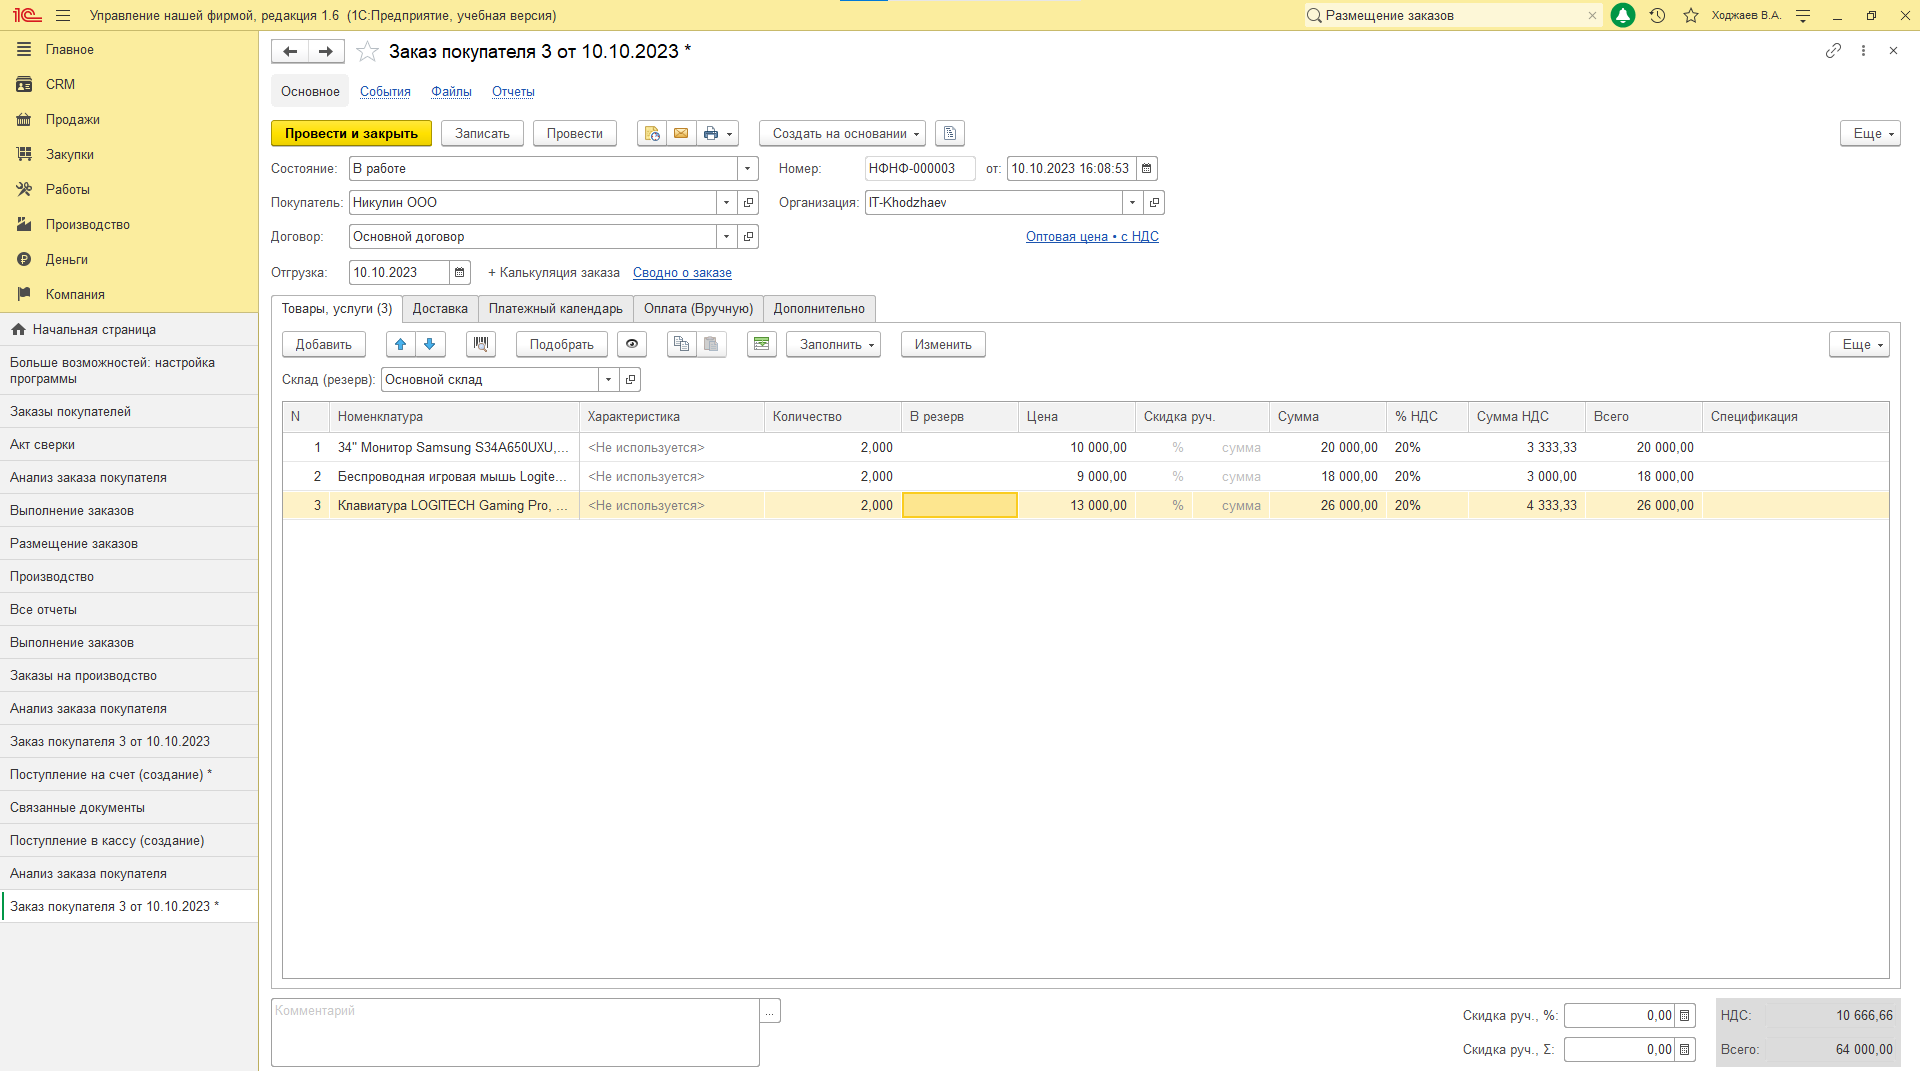 1С Управление нашей фирмой, редакция 1.6 (1С:Предприятие, учебная версия) Размещение заказов Ходжаев В.А.
Главное
CRM
Продажи
Закупки
Работы
Производство
Деньги
Компания
Начальная страница
Больше возможностей: настройка
программы
Заказы покупателей
Акт сверки
Анализ заказа покупателя
Выполнение заказов
Размещение заказов
Производство
Все отчеты
Выполнение заказов
Заказы на производство
Анализ заказа покупателя
Заказ покупателя 3 от 10.10.2023
Поступление на счет (создание) *
Связанные документы
Поступление в кассу (создание)
Анализ заказа покупателя
Заказ покупателя 3 от 10.10.2023 *
Заказ покупателя 3 от 10.10.2023 *
Основное События Файлы Отчеты
Провести и закрыть Записать Провести Создать на основании Еще
Состояние: В работе Номер: НФНФ-000003 от: 10.10.2023 16:08:53
Покупатель: Никулин ООО Организация: IT-Khodzhaev
Договор: Основной договор Оптовая цена • с НДС
Отгрузка: 10.10.2023 + Калькуляция заказа Сводно о заказе
Товары, услуги (3) Доставка Платежный календарь Оплата (Вручную) Дополнительно
Добавить Подобрать Заполнить Изменить Еще
Склад (резерв): Основной склад
N Номенклатура Характеристика Количество В резерв Цена Скидка руч. Сумма % НДС Сумма НДС Всего Спецификация
1 34" Монитор Samsung S34A650UXU,... <Не используется> 2,000 10 000,00 % сумма 20 000,00 20% 3 333,33 20 000,00
2 Беспроводная игровая мышь Logite... <Не используется> 2,000 9 000,00 % сумма 18 000,00 20% 3 000,00 18 000,00
3 Клавиатура LOGITECH Gaming Pro, ... <Не используется> 2,000 13 000,00 % сумма 26 000,00 20% 4 333,33 26 000,00
Комментарий ...
Скидка руч., %: 0,00 НДС: 10 666,66
Скидка руч., Σ: 0,00 Всего: 64 000,00